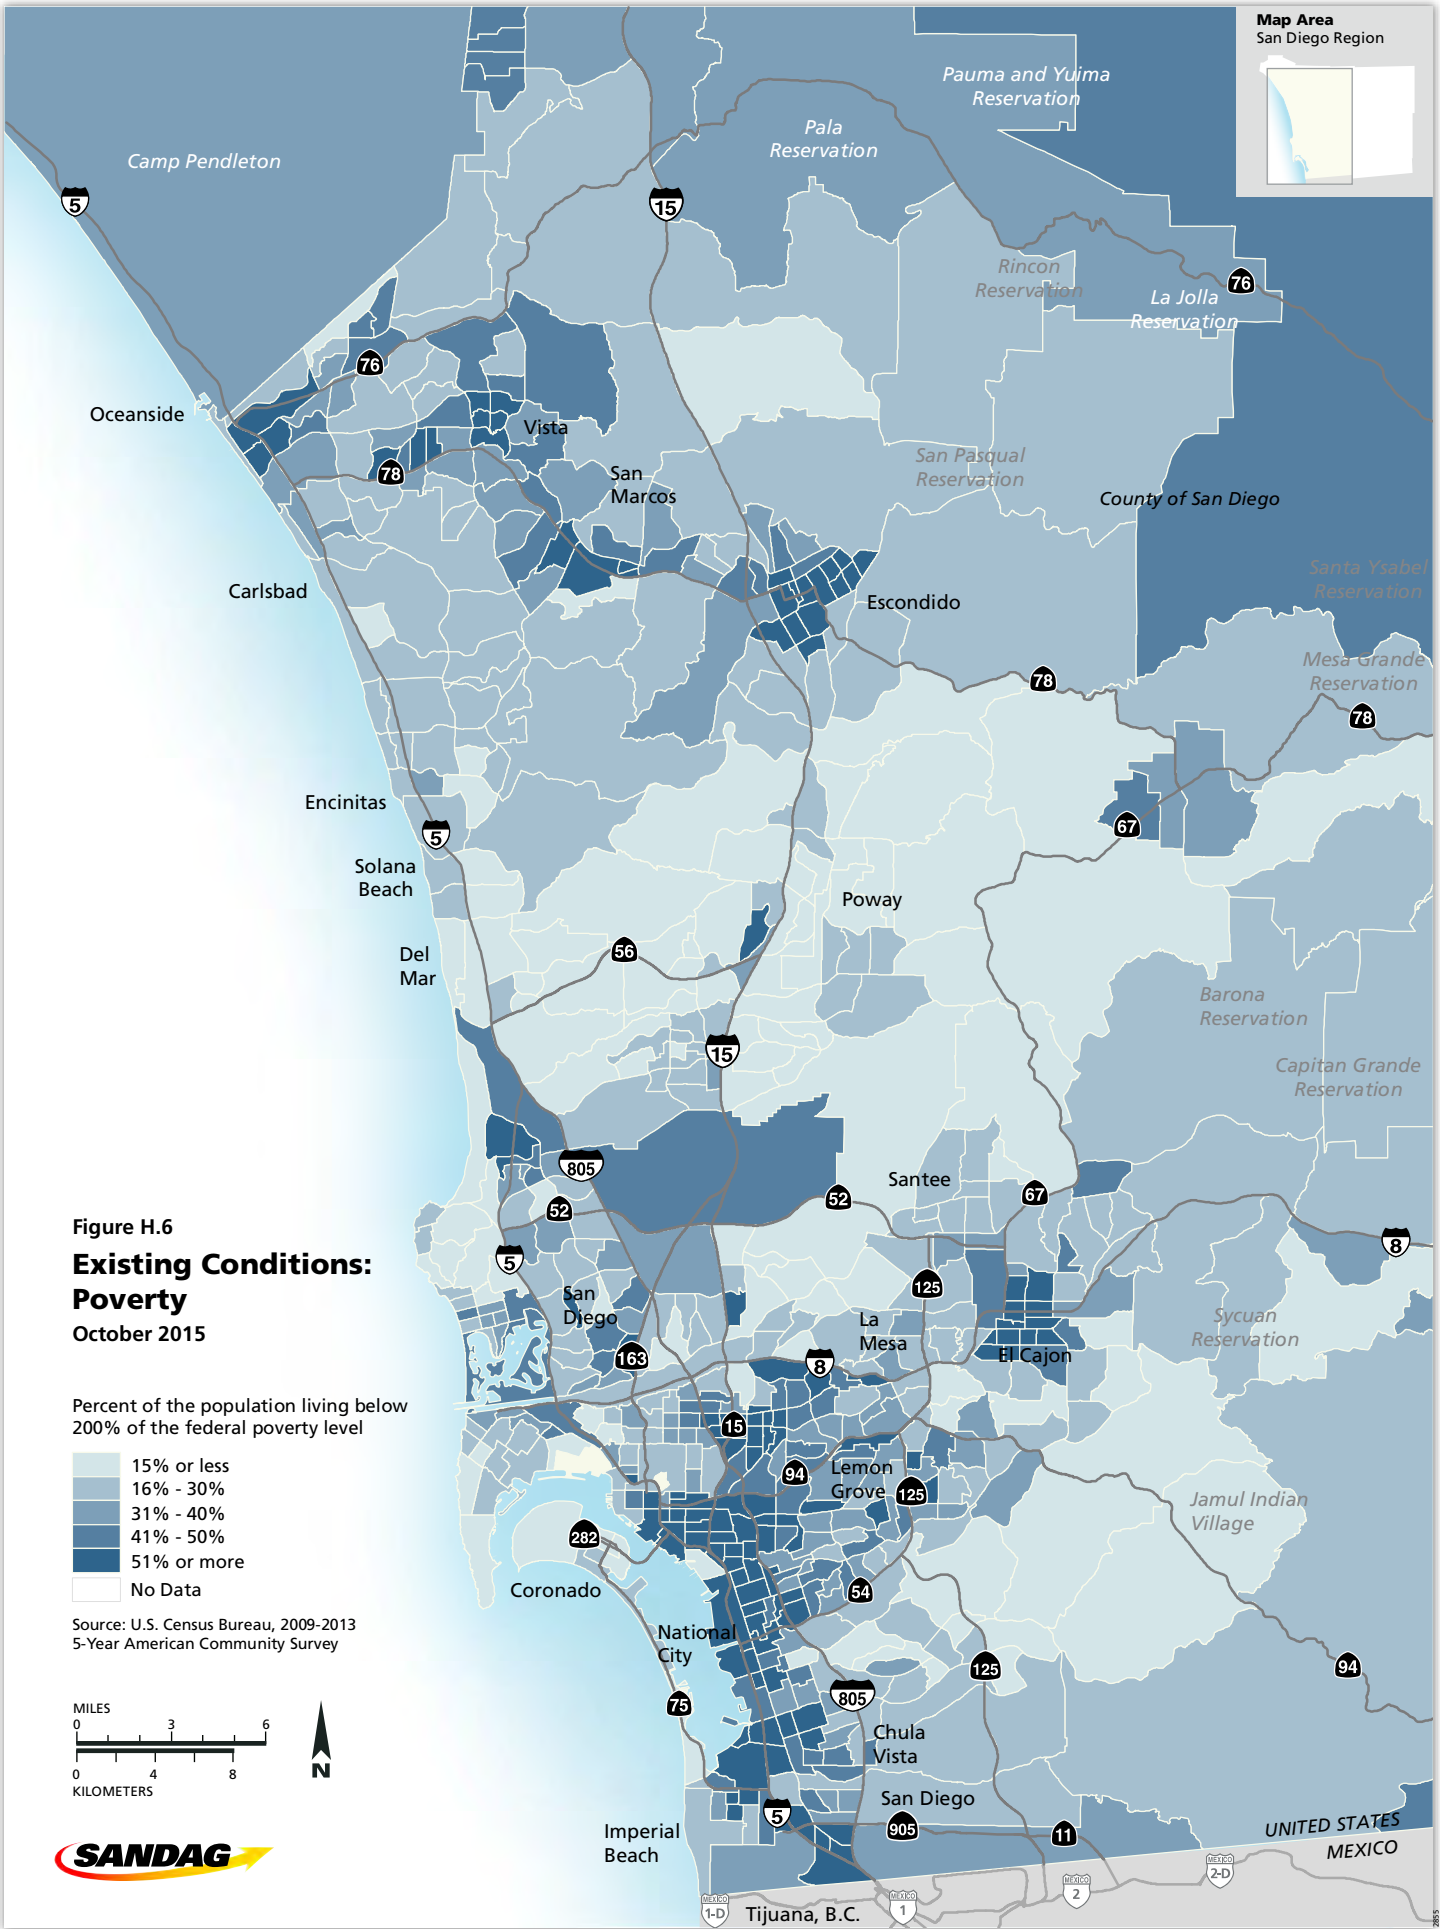 Map Area
San Diego Region
Pauma and Yuima
Reservation
Pala
Reservation
Camp Pendleton
5
15
Rincon
Reservation
76
La Jolla
Reservation
76
Oceanside
Vista
78
San
Marcos
San Pasqual
Reservation
County of San Diego
Santa Ysabel
Reservation
Carlsbad
Escondido
Mesa Grande
Reservation
78
78
Encinitas
67
5
Solana
Beach
Poway
56
Del
Mar
Barona
Reservation
15
Capitan Grande
Reservation
805
Santee
52
67
52
8
5
125
San
Diego
La
Mesa
Sycuan
Reservation
163
8
El Cajon
15
94
Lemon
Grove
125
Jamul Indian
Village
282
Coronado
54
National
City
125
94
75
805
Chula
Vista
San Diego
5
905
11
Imperial
Beach
UNITED STATES
MEXICO
MEXICO
1-D
Tijuana, B.C.
MEXICO
1
MEXICO
2
MEXICO
2-D
Figure H.6
Existing Conditions:
Poverty
October 2015
Percent of the population living below
200% of the federal poverty level
15% or less
16% - 30%
31% - 40%
41% - 50%
51% or more
No Data
Source: U.S. Census Bureau, 2009-2013
5-Year American Community Survey
MILES
0 3 6
0 4 8
KILOMETERS
N
SANDAG